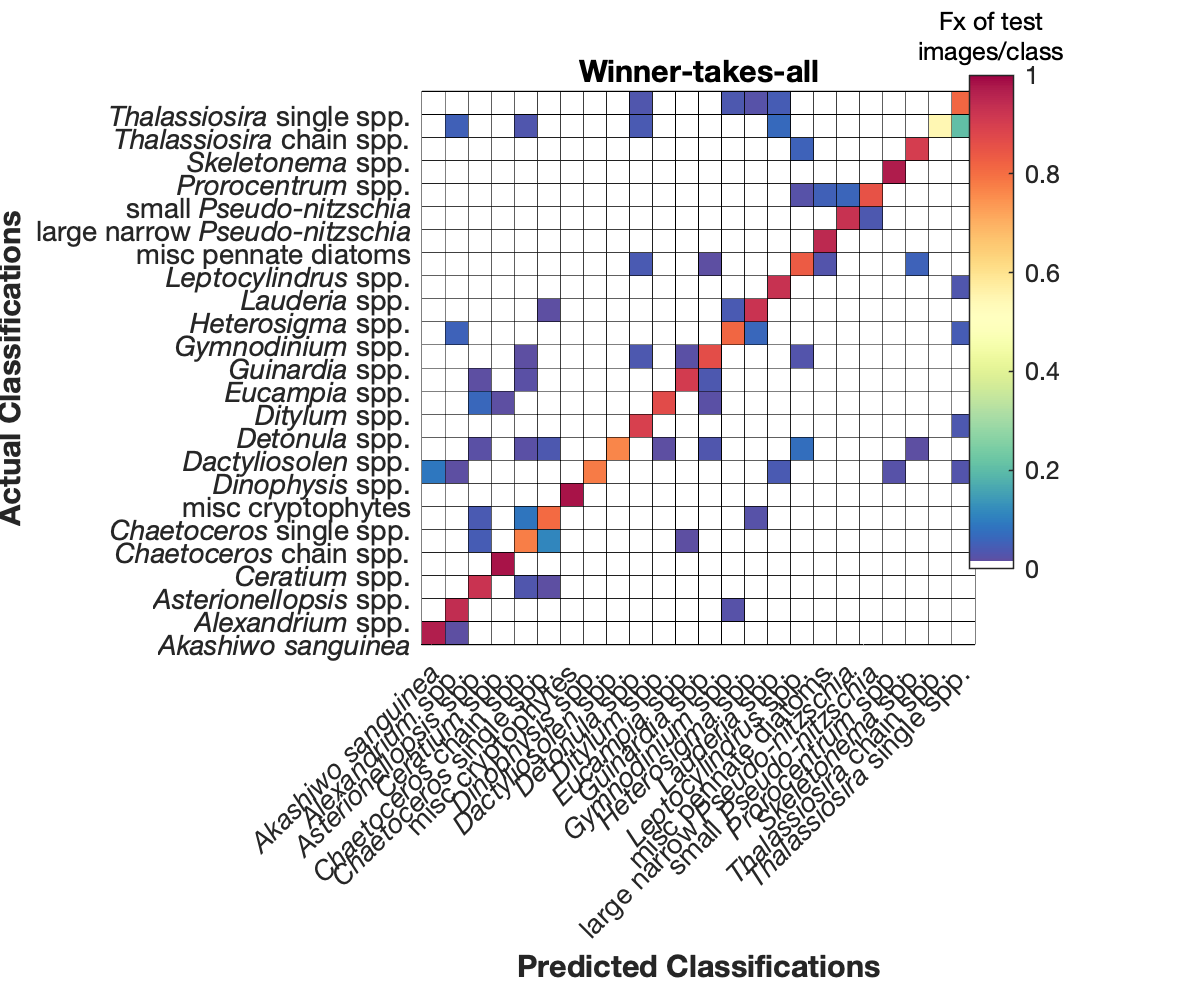 Fx of test
images/class
Winner-takes-all
1
0.8
0.6
0.4
0.2
0
Actual Classifications
Thalassiosira single spp.
Thalassiosira chain spp.
Skeletonema spp.
Prorocentrum spp.
small Pseudo-nitzschia
large narrow Pseudo-nitzschia
misc pennate diatoms
Leptocylindrus spp.
Lauderia spp.
Heterosigma spp.
Gymnodinium spp.
Guinardia spp.
Eucampia spp.
Ditylum spp.
Detonula spp.
Dactyliosolen spp.
Dinophysis spp.
misc cryptophytes
Chaetoceros single spp.
Chaetoceros chain spp.
Ceratium spp.
Asterionellopsis spp.
Alexandrium spp.
Akashiwo sanguinea
Akashiwo sanguinea
Alexandrium spp.
Asterionellopsis spp.
Ceratium spp.
Chaetoceros chain spp.
Chaetoceros single spp.
misc cryptophytes
Dinophysis spp.
Dactyliosolen spp.
Detonula spp.
Ditylum spp.
Eucampia spp.
Guinardia spp.
Gymnodinium spp.
Heterosigma spp.
Lauderia spp.
Leptocylindrus spp.
misc pennate diatoms
large narrow Pseudo-nitzschia
small Pseudo-nitzschia
Prorocentrum spp.
Skeletonema spp.
Thalassiosira chain spp.
Thalassiosira single spp.
Predicted Classifications